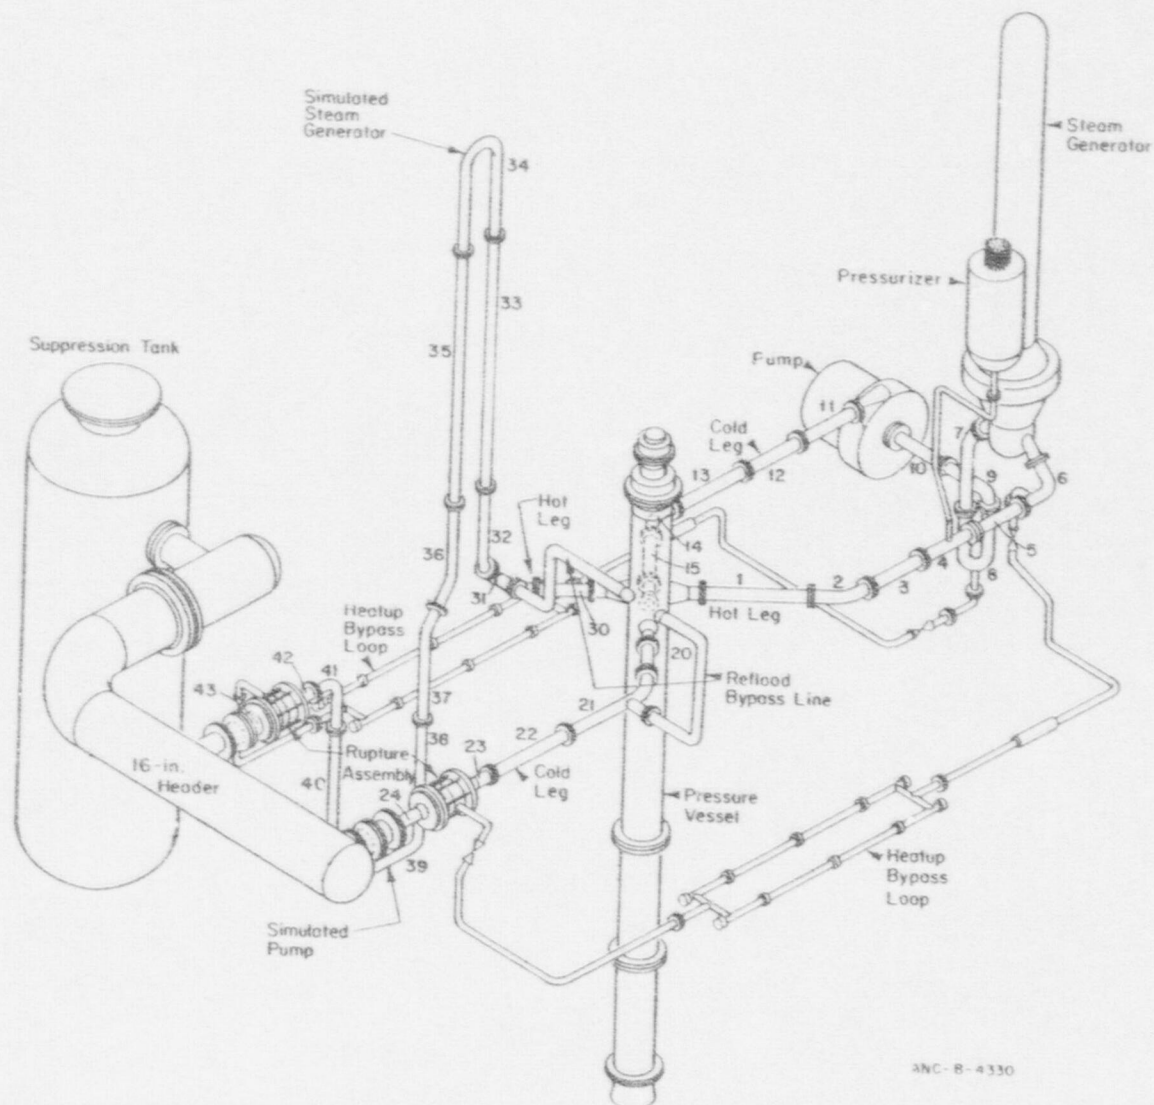 Simulated
Steam
Generator
34
Steam
Generator
Pressurizer
33
Suppression Tank
35
Pump
11
7
Cold
Leg
10
9
6
13
12
Hot
Leg
32
14
36
15
5
4
31
1
2
3
8
Hot Leg
Heatup
Bypass
Loop
30
20
42
41
Reflood
Bypass Line
43
37
21
38
22
Rupture
Assembly
23
16-in.
Header
40
24
Cold
Leg
Pressure
Vessel
39
Heatup
Bypass
Loop
Simulated
Pump
ANC-B-4330